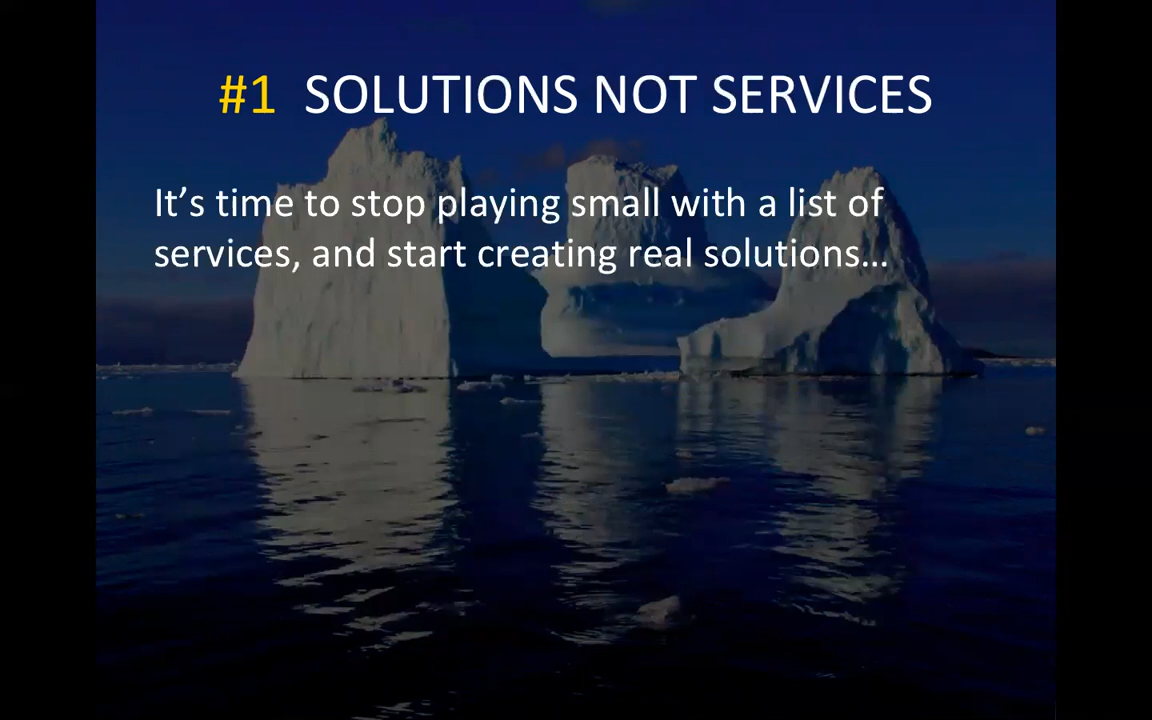 #1 SOLUTIONS NOT SERVICES
It’s time to stop playing small with a list of
services, and start creating real solutions…